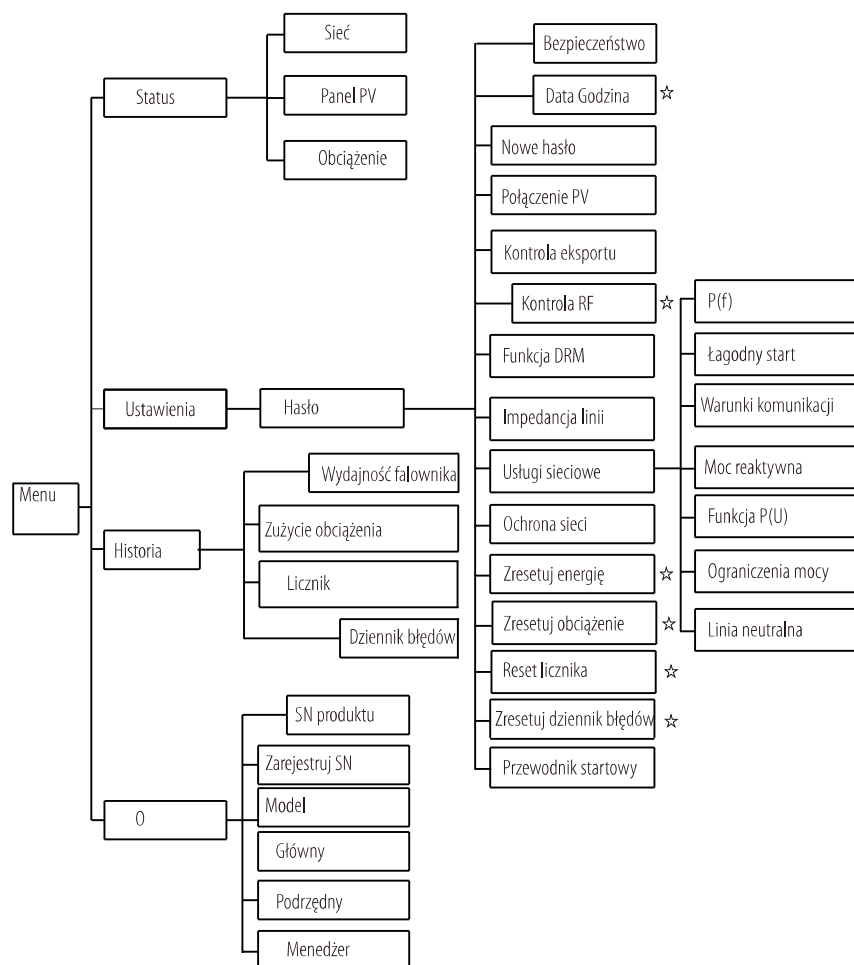 Menu
Status
Sieć
Panel PV
Obciążenie
Ustawienia
Hasło
Bezpieczeństwo
Data Godzina ☆
Nowe hasło
Połączenie PV
Kontrola eksportu
Kontrola RF ☆
Funkcja DRM
Impedancja linii
Usługi sieciowe
P(f)
Łagodny start
Warunki komunikacji
Moc reaktywna
Funkcja P(U)
Ograniczenia mocy
Linia neutralna
Ochrona sieci
Zresetuj energię ☆
Zresetuj obciążenie ☆
Reset licznika ☆
Zresetuj dziennik błędów ☆
Przewodnik startowy
Historia
Wydajność falownika
Zużycie obciążenia
Licznik
Dziennik błędów
O
SN produktu
Zarejestruj SN
Model
Główny
Podrzędny
Menedżer